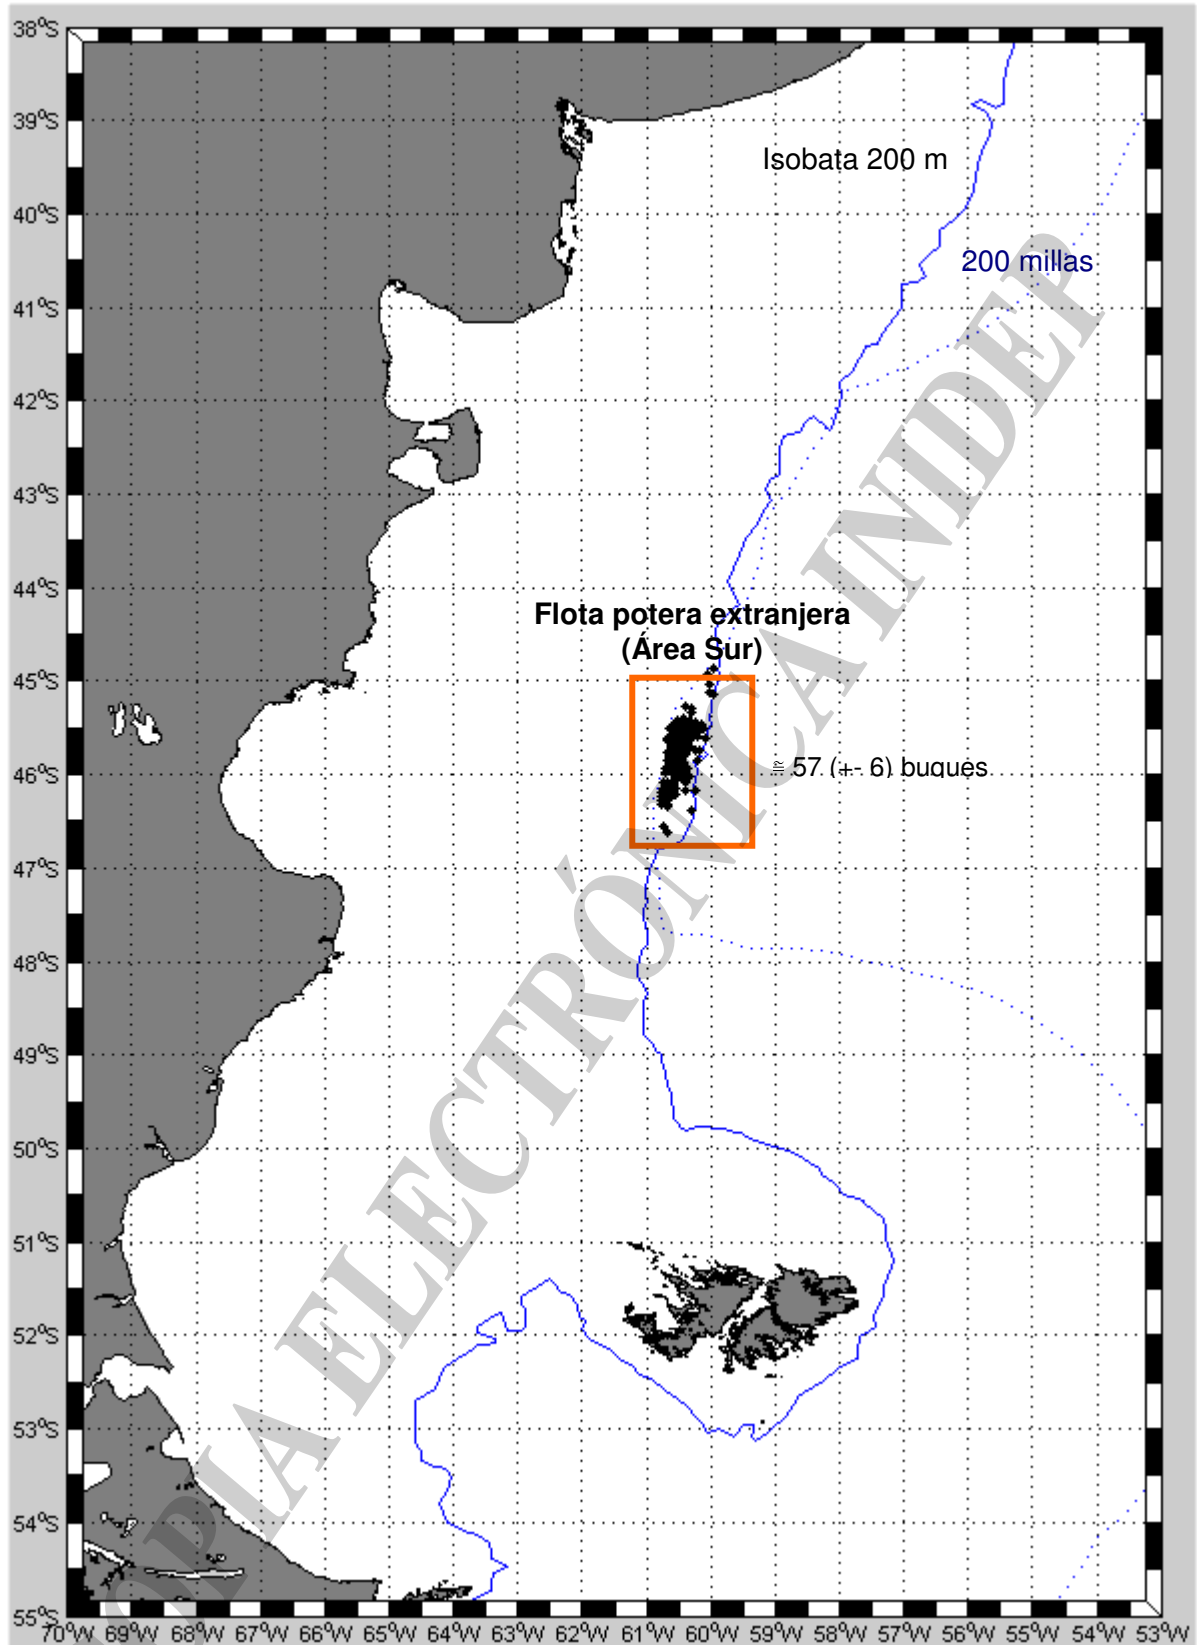 38°S
39°S
Isobata 200 m
40°S
200 millas
41°S
42°S
43°S
44°S
Flota potera extranjera
(Área Sur)
45°S
46°S
≅ 57 (+- 6) buques
47°S
48°S
49°S
50°S
51°S
52°S
53°S
54°S
55°S
70°W 69°W 68°W 67°W 66°W 65°W 64°W 63°W 62°W 61°W 60°W 59°W 58°W 57°W 56°W 55°W 54°W 53°W
COPIA ELECTRÓNICA INIDEP